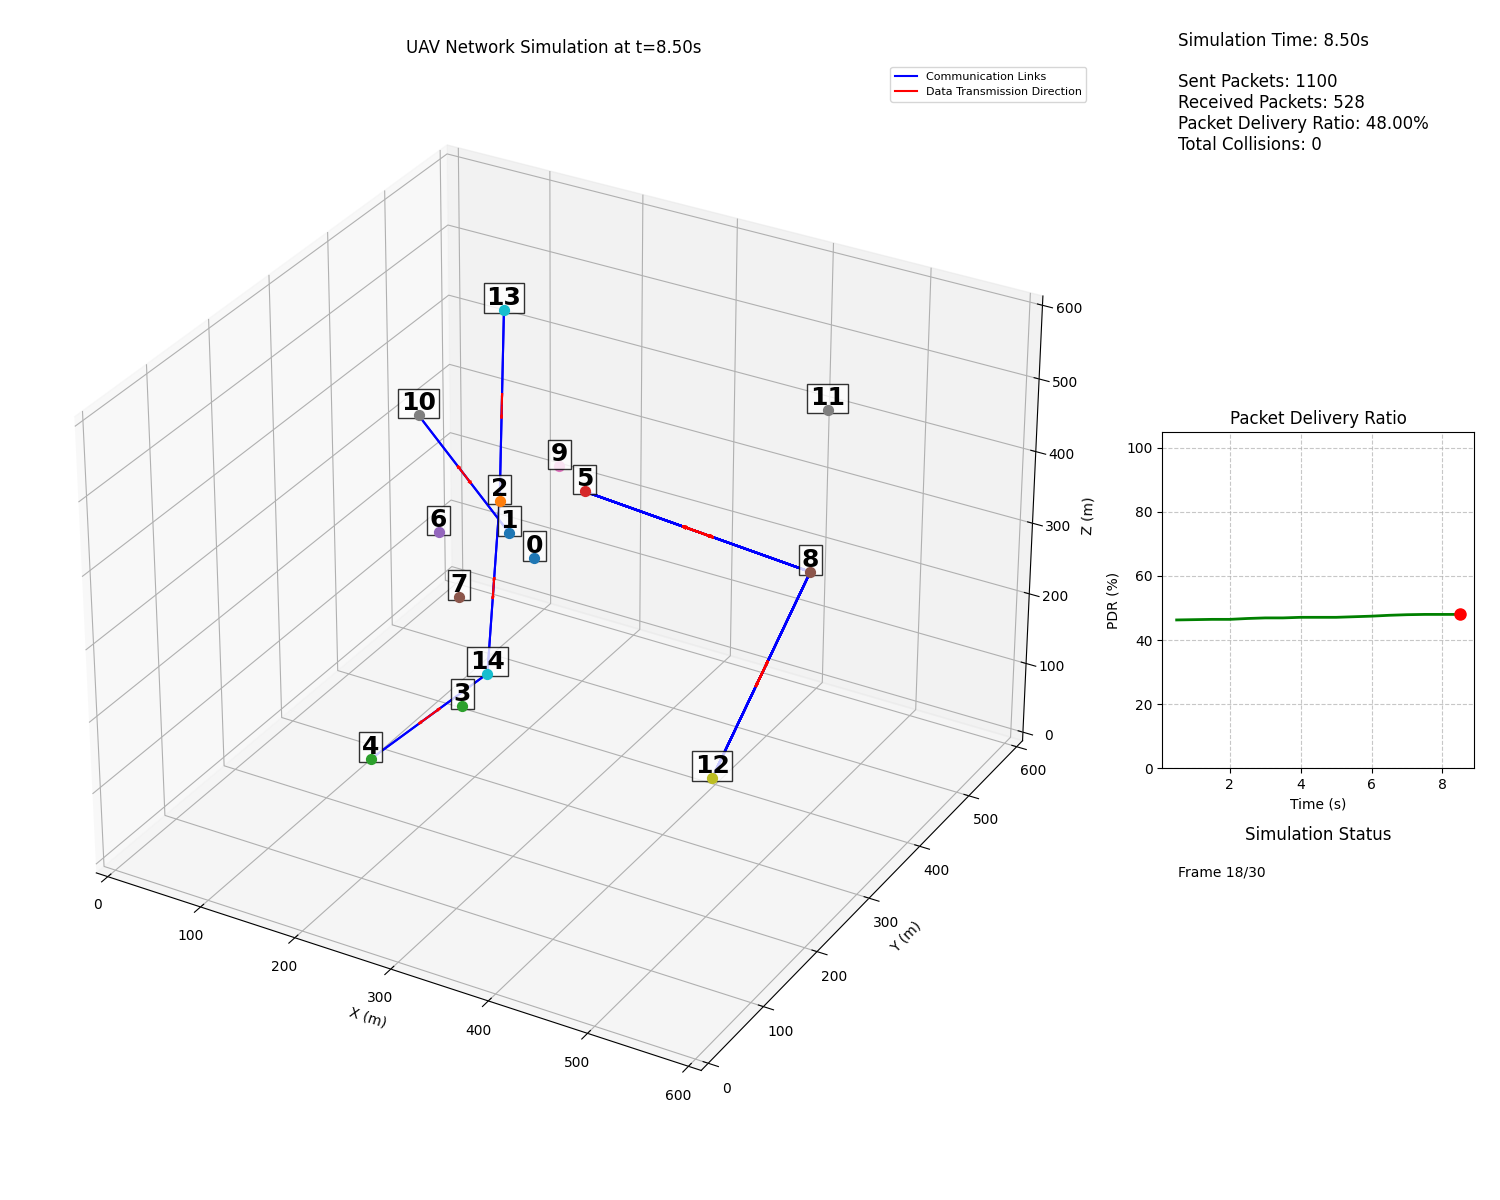 UAV Network Simulation at t=8.50s
Communication Links
Data Transmission Direction
Simulation Time: 8.50s
Sent Packets: 1100
Received Packets: 528
Packet Delivery Ratio: 48.00%
Total Collisions: 0
13
10
11
9
5
2
6
1
0
8
7
14
3
4
12
0
100
200
300
400
500
600
X (m)
0
100
200
300
400
500
600
Y (m)
0
100
200
300
400
500
600
Z (m)
Packet Delivery Ratio
100
80
60
40
20
0
PDR (%)
2
4
6
8
Time (s)
Simulation Status
Frame 18/30